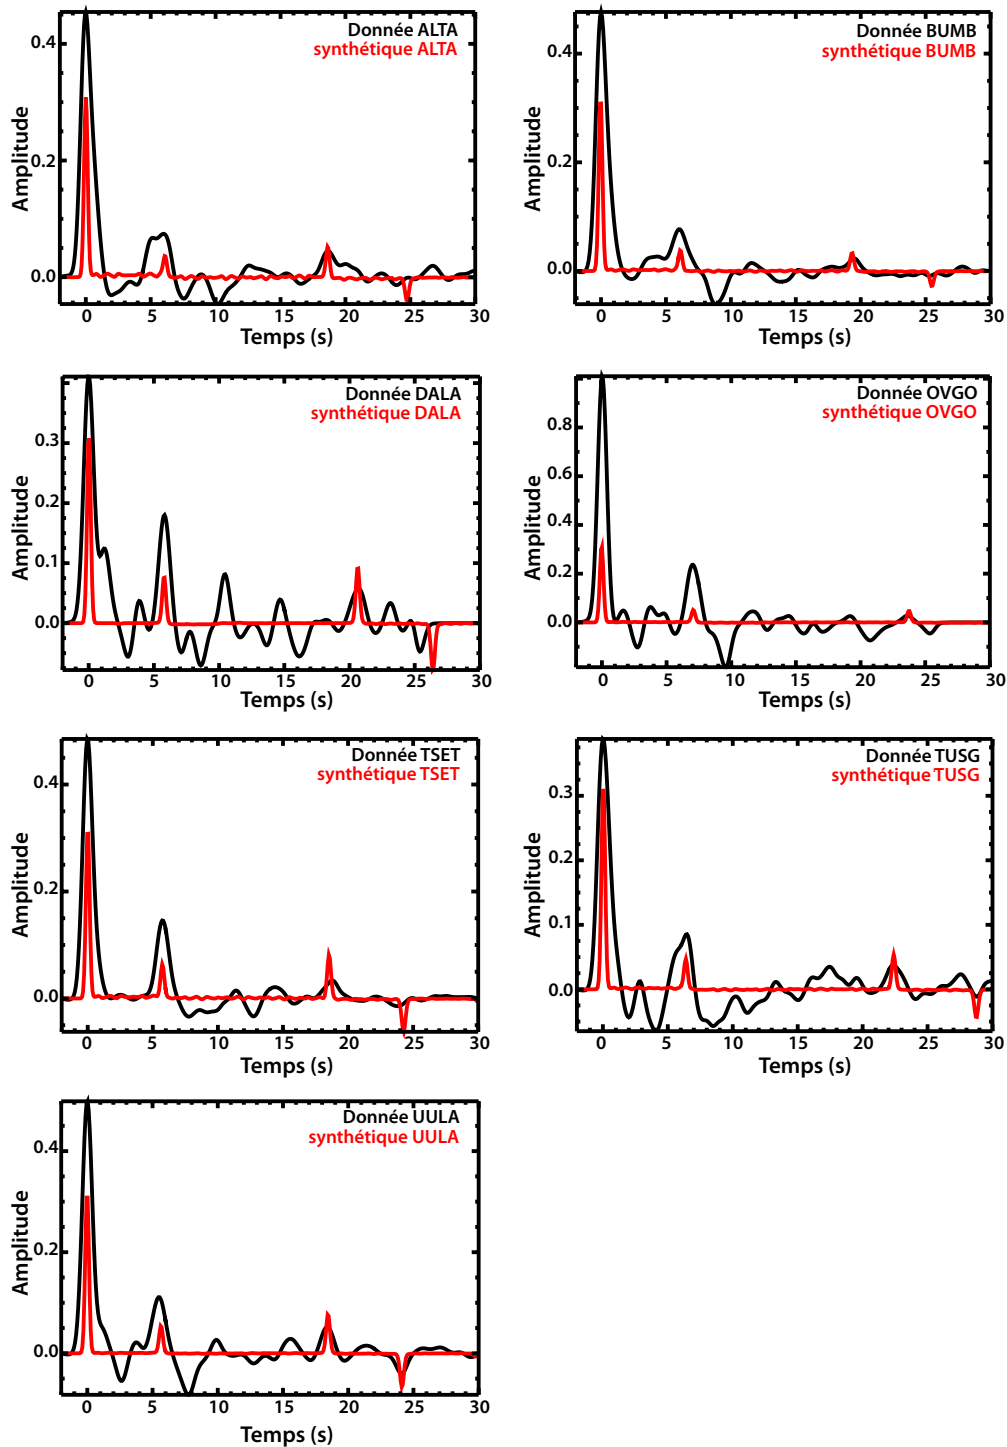 Donnée ALTA
synthétique ALTA
Amplitude
0.4
0.2
0.0
0 5 10 15 20 25 30
Temps (s)
Donnée BUMB
synthétique BUMB
Amplitude
0.4
0.2
0.0
0 5 10 15 20 25 30
Temps (s)
Donnée DALA
synthétique DALA
Amplitude
0.3
0.1
0.0
0 5 10 15 20 25 30
Temps (s)
Donnée OVGO
synthétique OVGO
Amplitude
0.8
0.6
0.4
0.2
0.0
0 5 10 15 20 25 30
Temps (s)
Donnée TSET
synthétique TSET
Amplitude
0.4
0.2
0.0
0 5 10 15 20 25 30
Temps (s)
Donnée TUSG
synthétique TUSG
Amplitude
0.3
0.2
0.1
0.0
0 5 10 15 20 25 30
Temps (s)
Donnée UULA
synthétique UULA
Amplitude
0.4
0.2
0.0
0 5 10 15 20 25 30
Temps (s)